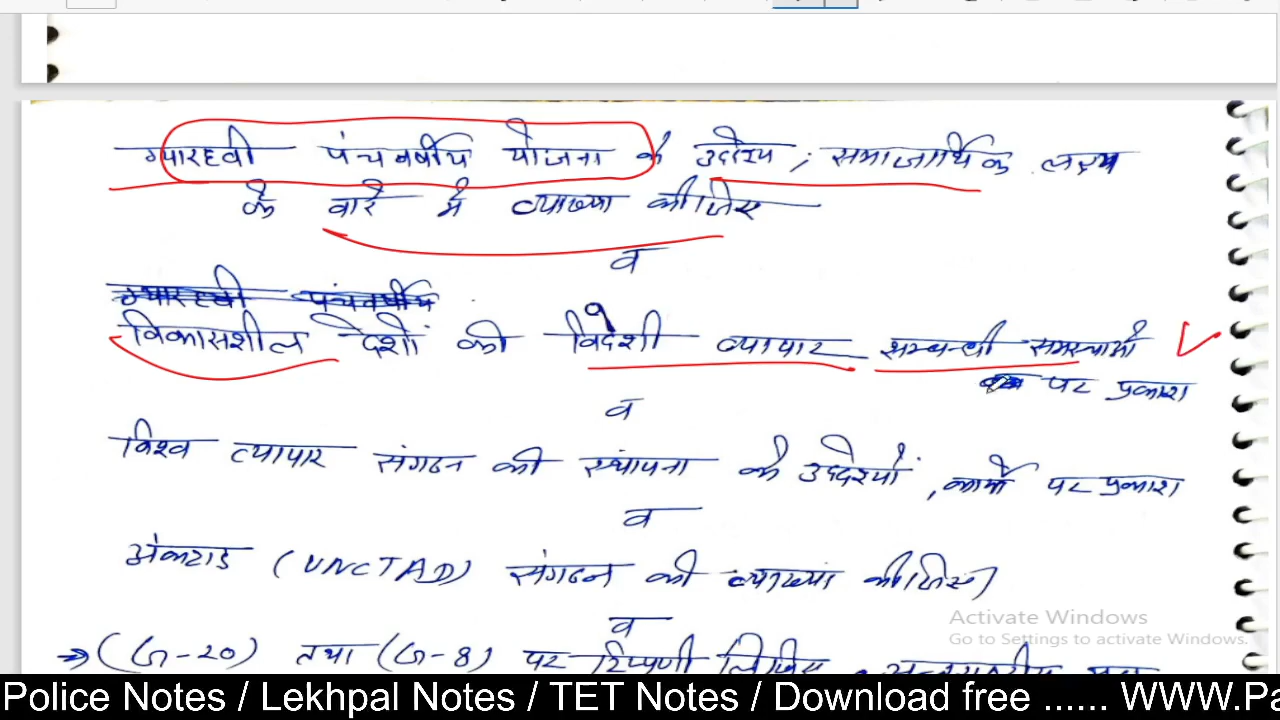 ग्यारहवी पंचवर्षीय योजना के उद्देश्य, समाजार्थिक लक्ष्य
के बारे में व्याख्या कीजिए
व
ग्यारहवी पंचवर्षीय
विकासशील देशों की विदेशी व्यापार सम्बन्धी समस्याओं
पर प्रकाश
व
विश्व व्यापार संगठन की स्थापना के उद्देश्यों, कार्यों पर प्रकाश
व
अंकटाड (UNCTAD) संगठन की व्याख्या कीजिए
व
→ (G-20) तथा (G-8) पर टिप्पणी लिखिए
Activate Windows
Go to Settings to activate Windows.
Police Notes / Lekhpal Notes / TET Notes / Download free ...... WWW.Pa